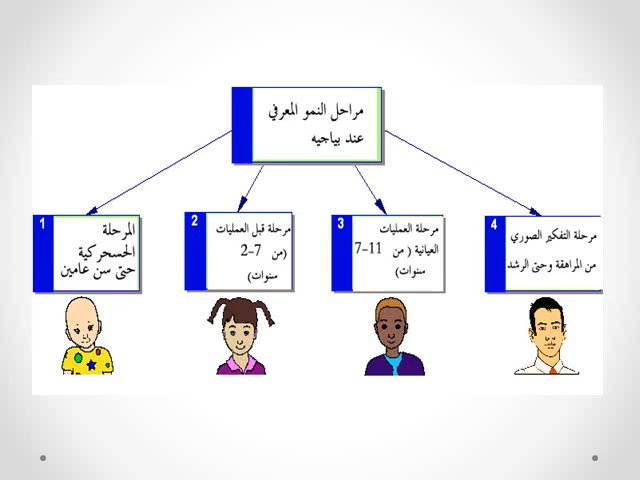 مراحل النمو المعرفي
عند بياجيه
1
المرحلة
الحسحركية
حتى سن عامين
2
مرحلة قبل العمليات
(من 7-2
سنوات)
3
مرحلة العمليات
العيانية ( من 11-7
سنوات)
4
مرحلة التفكير الصوري
من المراهقة وحتى الرشد